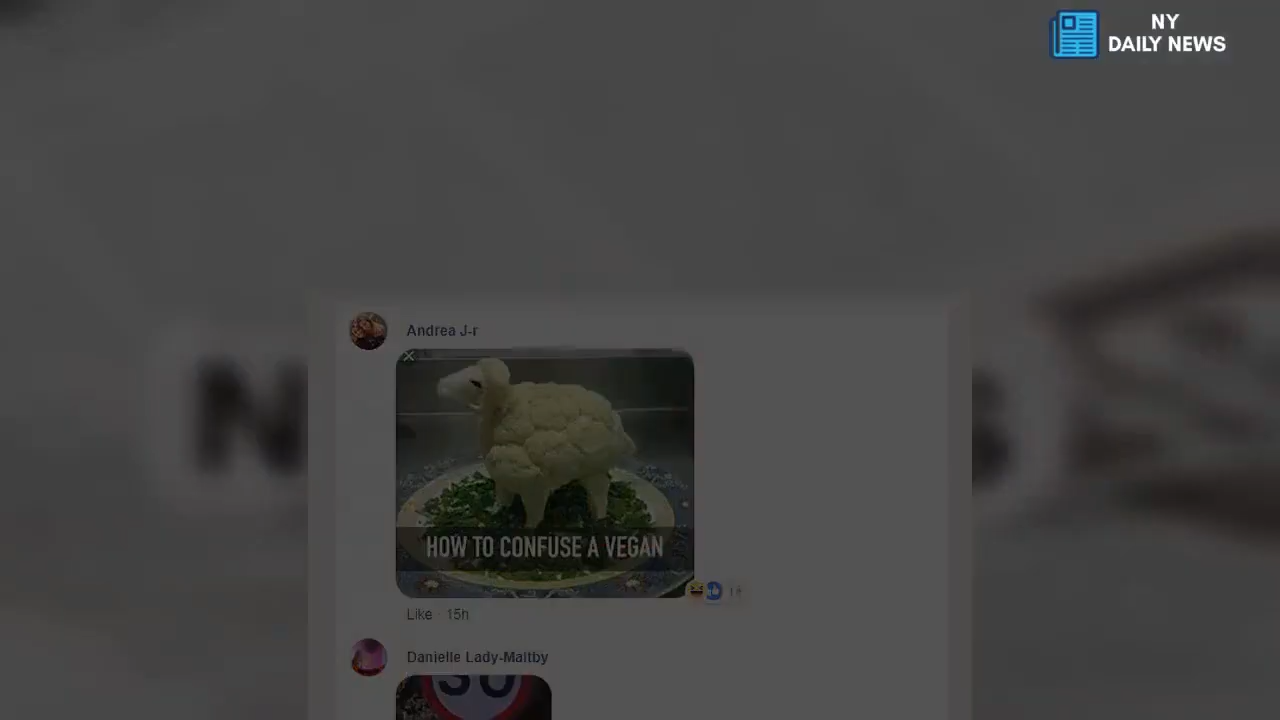 NY
DAILY NEWS
Andrea J-r
HOW TO CONFUSE A VEGAN
Like · 15h
Danielle Lady-Maltby